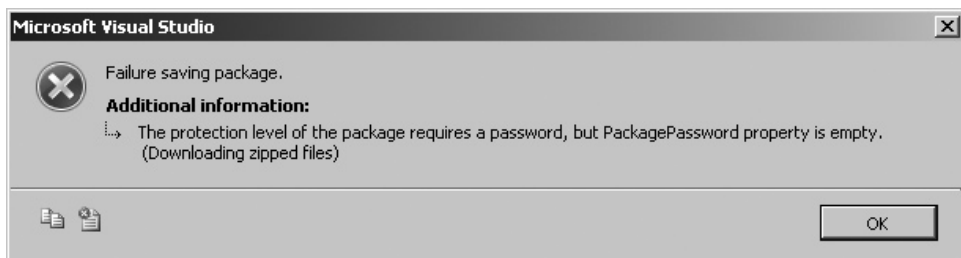 Microsoft Visual Studio
Failure saving package.
Additional information:
The protection level of the package requires a password, but PackagePassword property is empty.
(Downloading zipped files)
OK